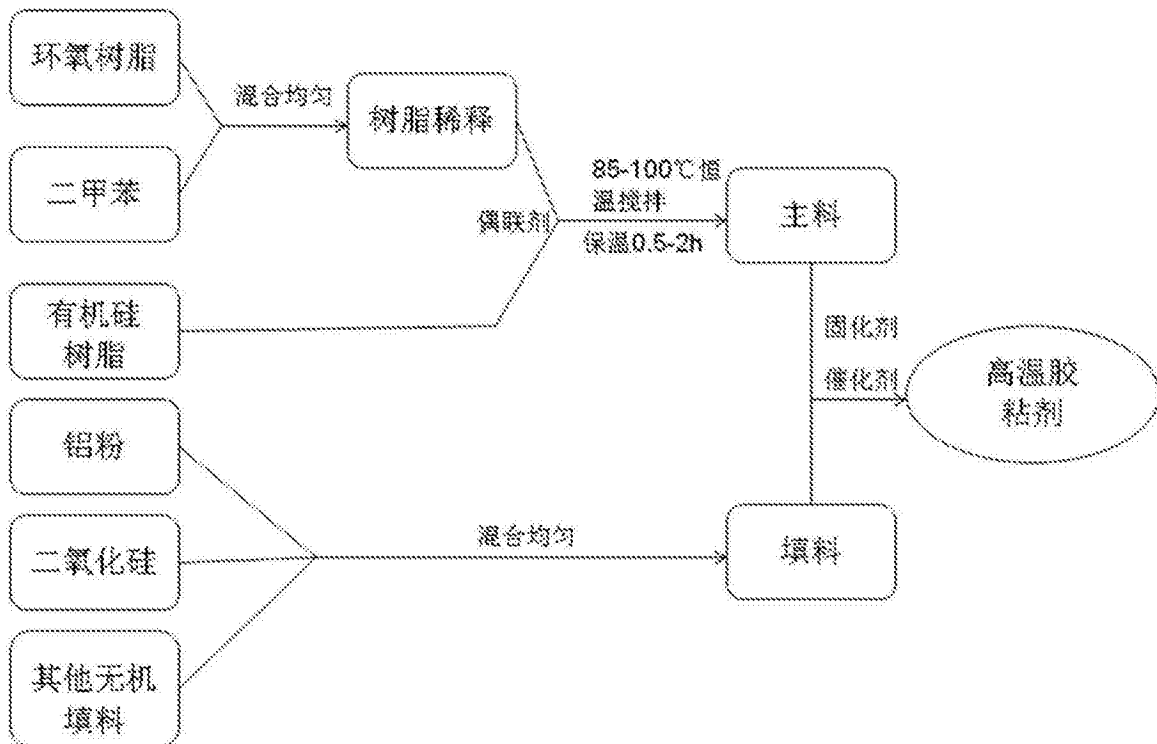 环氧树脂
混合均匀
树脂稀释
二甲苯
85-100℃恒
温搅拌
偶联剂
保温0.5-2h
主料
有机硅
树脂
固化剂
催化剂
高温胶
粘剂
铝粉
混合均匀
二氧化硅
填料
其他无机
填料